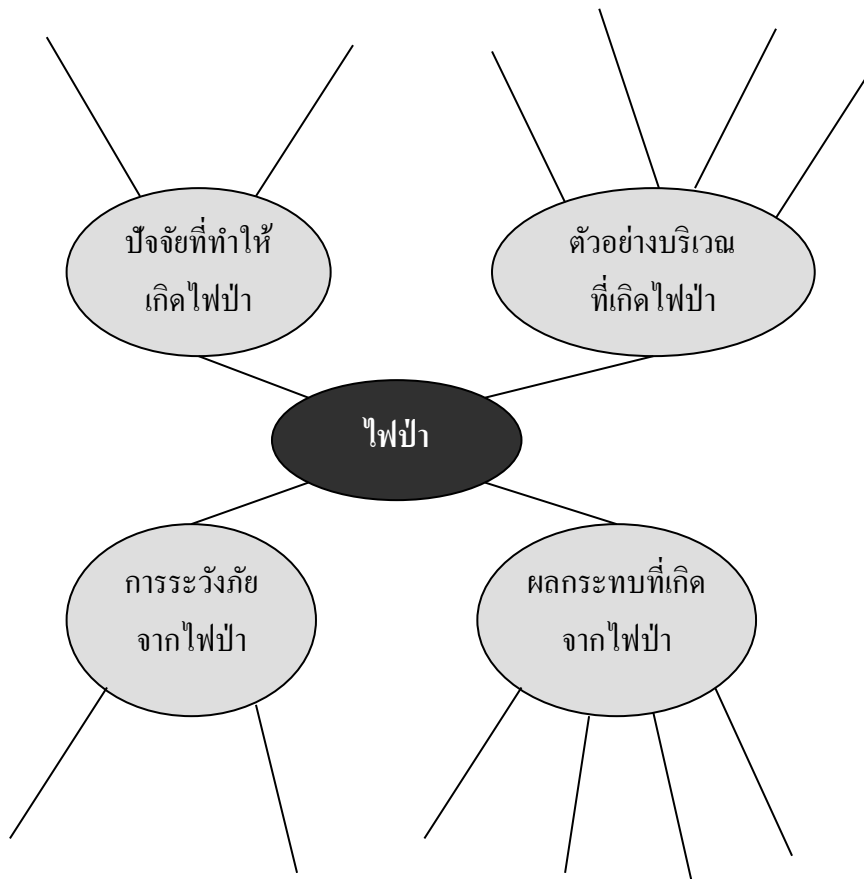 ปัจจัยที่ทำให้
เกิดไฟป่า
ตัวอย่างบริเวณ
ที่เกิดไฟป่า
ไฟป่า
การระวังภัย
จากไฟป่า
ผลกระทบที่เกิด
จากไฟป่า